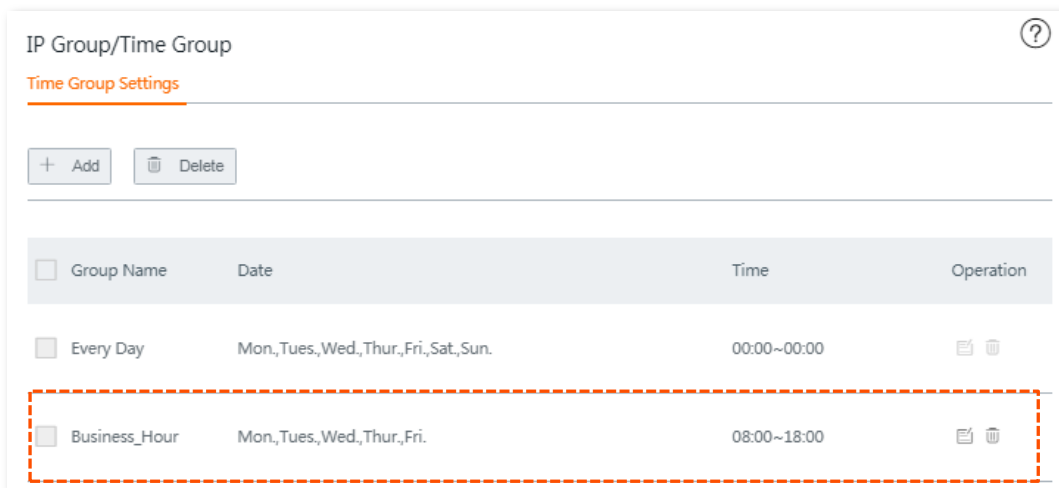 IP Group/Time Group
?
Time Group Settings
+ Add Delete
Group Name Date Time Operation
Every Day Mon.,Tues.,Wed.,Thur.,Fri.,Sat.,Sun. 00:00~00:00
Business_Hour Mon.,Tues.,Wed.,Thur.,Fri. 08:00~18:00